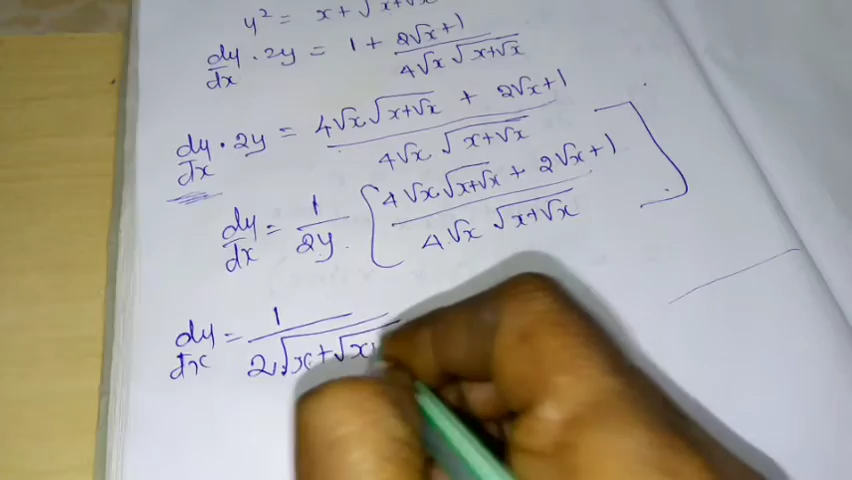 y² = x + √x+√x
dy/dx · 2y = 1 + 2√x+1 / 4√x √x+√x
dy/dx · 2y = 4√x √x+√x + 2√x+1 / 4√x √x+√x
dy/dx = 1/2y [ 4√x √x+√x + 2√x+1 / 4√x √x+√x ]
dy/dx = 1 / 2√x+√x